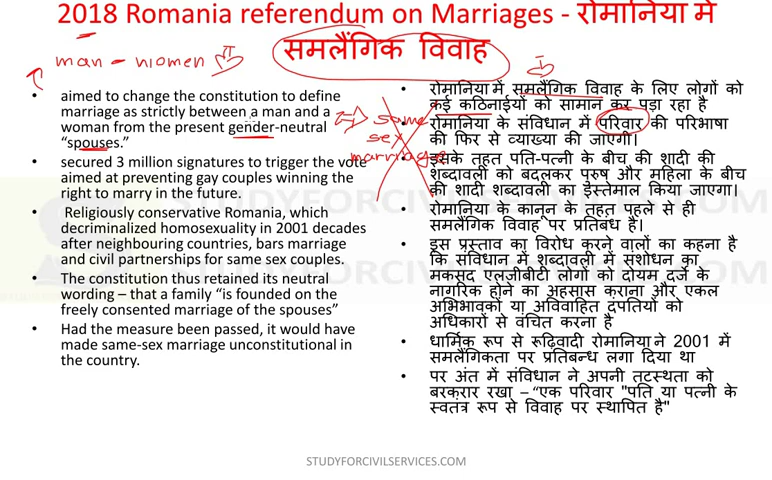 2018 Romania referendum on Marriages - रोमानिया में
समलैंगिक विवाह
man - women
same
sex
marriage
• aimed to change the constitution to define
marriage as strictly between a man and a
woman from the present gender-neutral
“spouses.”
• secured 3 million signatures to trigger the vote
aimed at preventing gay couples winning the
right to marry in the future.
• Religiously conservative Romania, which
decriminalized homosexuality in 2001 decades
after neighbouring countries, bars marriage
and civil partnerships for same sex couples.
• The constitution thus retained its neutral
wording – that a family “is founded on the
freely consented marriage of the spouses”
• Had the measure been passed, it would have
made same-sex marriage unconstitutional in
the country.
• रोमानिया में समलैंगिक विवाह के लिए लोगों को
कई कठिनाईयों को सामान कर पड़ा रहा है
• रोमानिया के संविधान में परिवार की परिभाषा
की फिर से व्याख्या की जाएगी।
• इसके तहत पति-पत्नी के बीच की शादी की
शब्दावली को बदलकर पुरुष और महिला के बीच
की शादी शब्दावली का इस्तेमाल किया जाएगा।
• रोमानिया के कानून के तहत पहले से ही
समलैंगिक विवाह पर प्रतिबंध है।
• इस प्रस्ताव का विरोध करने वालों का कहना है
कि संविधान में शब्दावली में संशोधन का
मकसद एलजीबीटी लोगों को दोयम दर्जे के
नागरिक होने का अहसास कराना और एकल
अभिभावकों या अविवाहित दंपतियों को
अधिकारों से वंचित करना है
• धार्मिक रूप से रूढ़िवादी रोमानिया ने 2001 में
समलैंगिकता पर प्रतिबन्ध लगा दिया था
• पर अंत में संविधान ने अपनी तटस्थता को
बरकरार रखा – “एक परिवार "पति या पत्नी के
स्वतंत्र रूप से विवाह पर स्थापित है"
STUDYFORCIVILSERVICES.COM